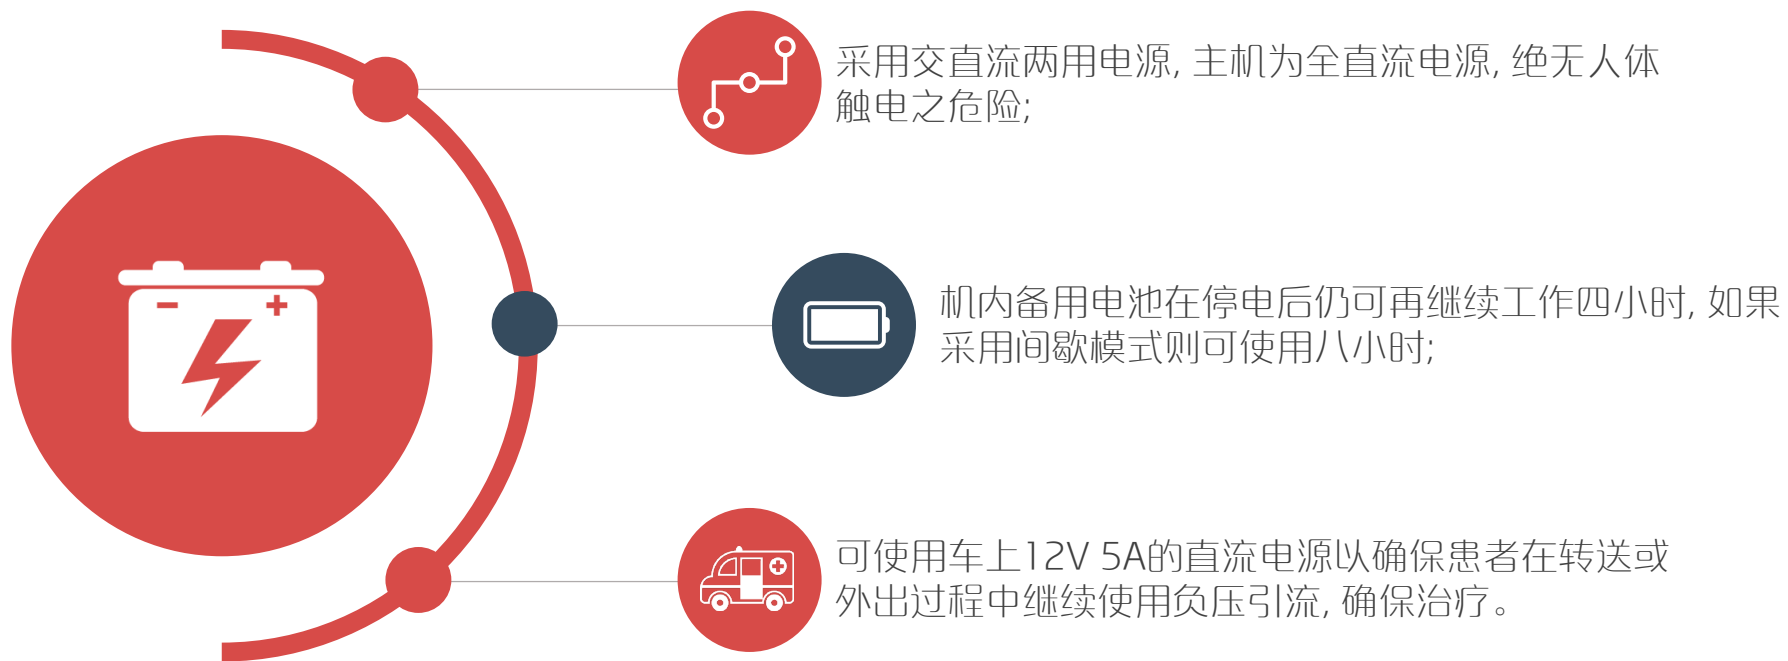 采用交直流两用电源, 主机为全直流电源, 绝无人体
触电之危险;
机内备用电池在停电后仍可再继续工作四小时, 如果
采用间歇模式则可使用八小时;
可使用车上12V 5A的直流电源以确保患者在转送或
外出过程中继续使用负压引流, 确保治疗。